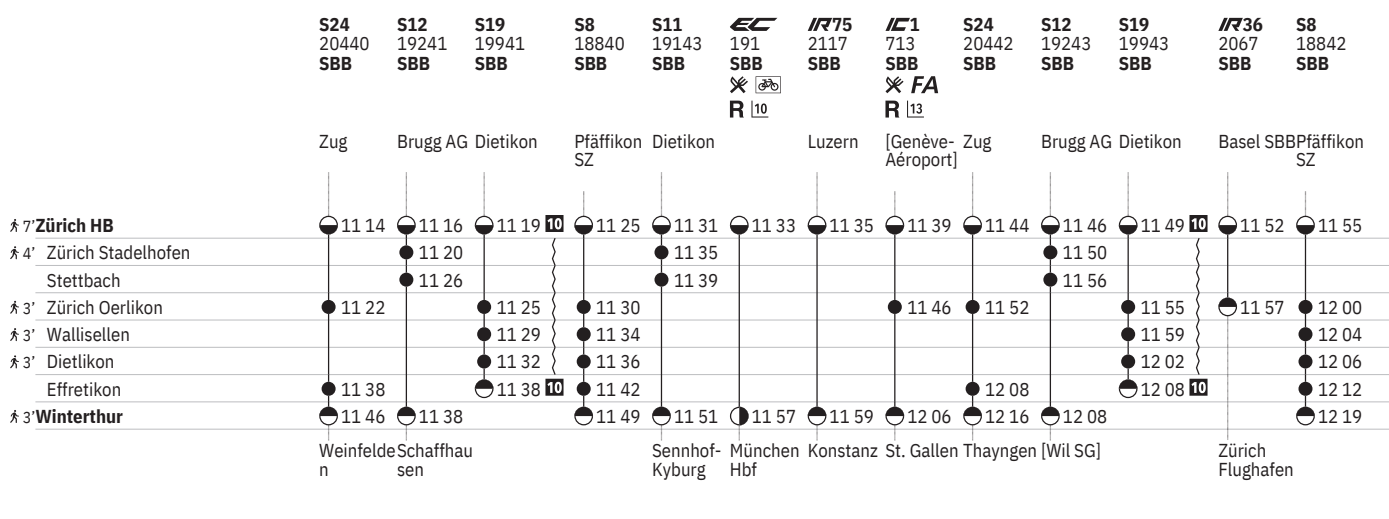 S24 S12 S19 S8 S11 EC IR75 IC1 S24 S12 S19 IR36 S8
20440 19241 19941 18840 19143 191 2117 713 20442 19243 19943 2067 18842
SBB SBB SBB SBB SBB SBB SBB SBB SBB SBB SBB SBB SBB
FA
R 10 R 13
Zug Brugg AG Dietikon Pfäffikon Dietikon Luzern [Genève- Zug Brugg AG Dietikon Basel SBB Pfäffikon
SZ Aéroport] SZ
7' Zürich HB 11 14 11 16 11 19 10 11 25 11 31 11 33 11 35 11 39 11 44 11 46 11 49 10 11 52 11 55
4' Zürich Stadelhofen 11 20 11 35 11 50
Stettbach 11 26 11 39 11 56
3' Zürich Oerlikon 11 22 11 25 11 30 11 46 11 52 11 55 11 57 12 00
3' Wallisellen 11 29 11 34 11 59 12 04
3' Dietlikon 11 32 11 36 12 02 12 06
Effretikon 11 38 11 38 10 11 42 12 08 12 08 10 12 12
3' Winterthur 11 46 11 38 11 49 11 51 11 57 11 59 12 06 12 16 12 08 12 19
Weinfelde Schaffhau Sennhof- München Konstanz St. Gallen Thayngen [Wil SG] Zürich
n sen Kyburg Hbf Flughafen